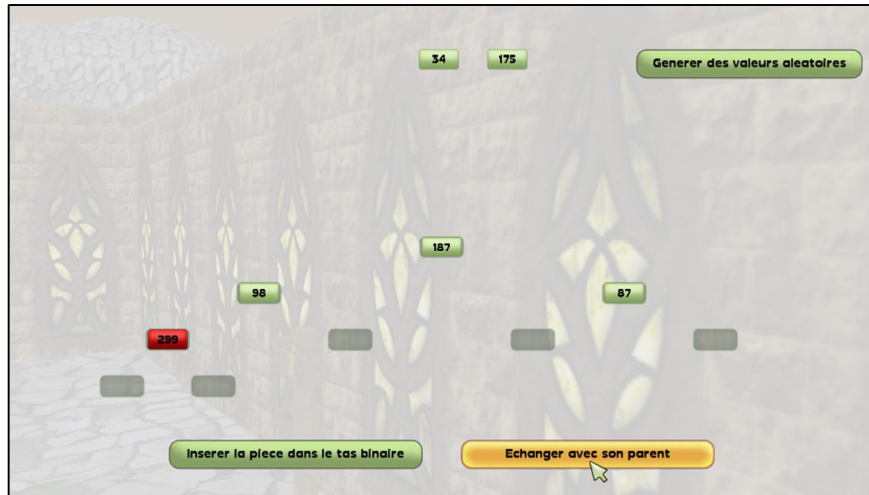 34 175
Generer des valeurs aleatoires
187
98 87
299
Inserer la piece dans le tas binaire Echanger avec son parent